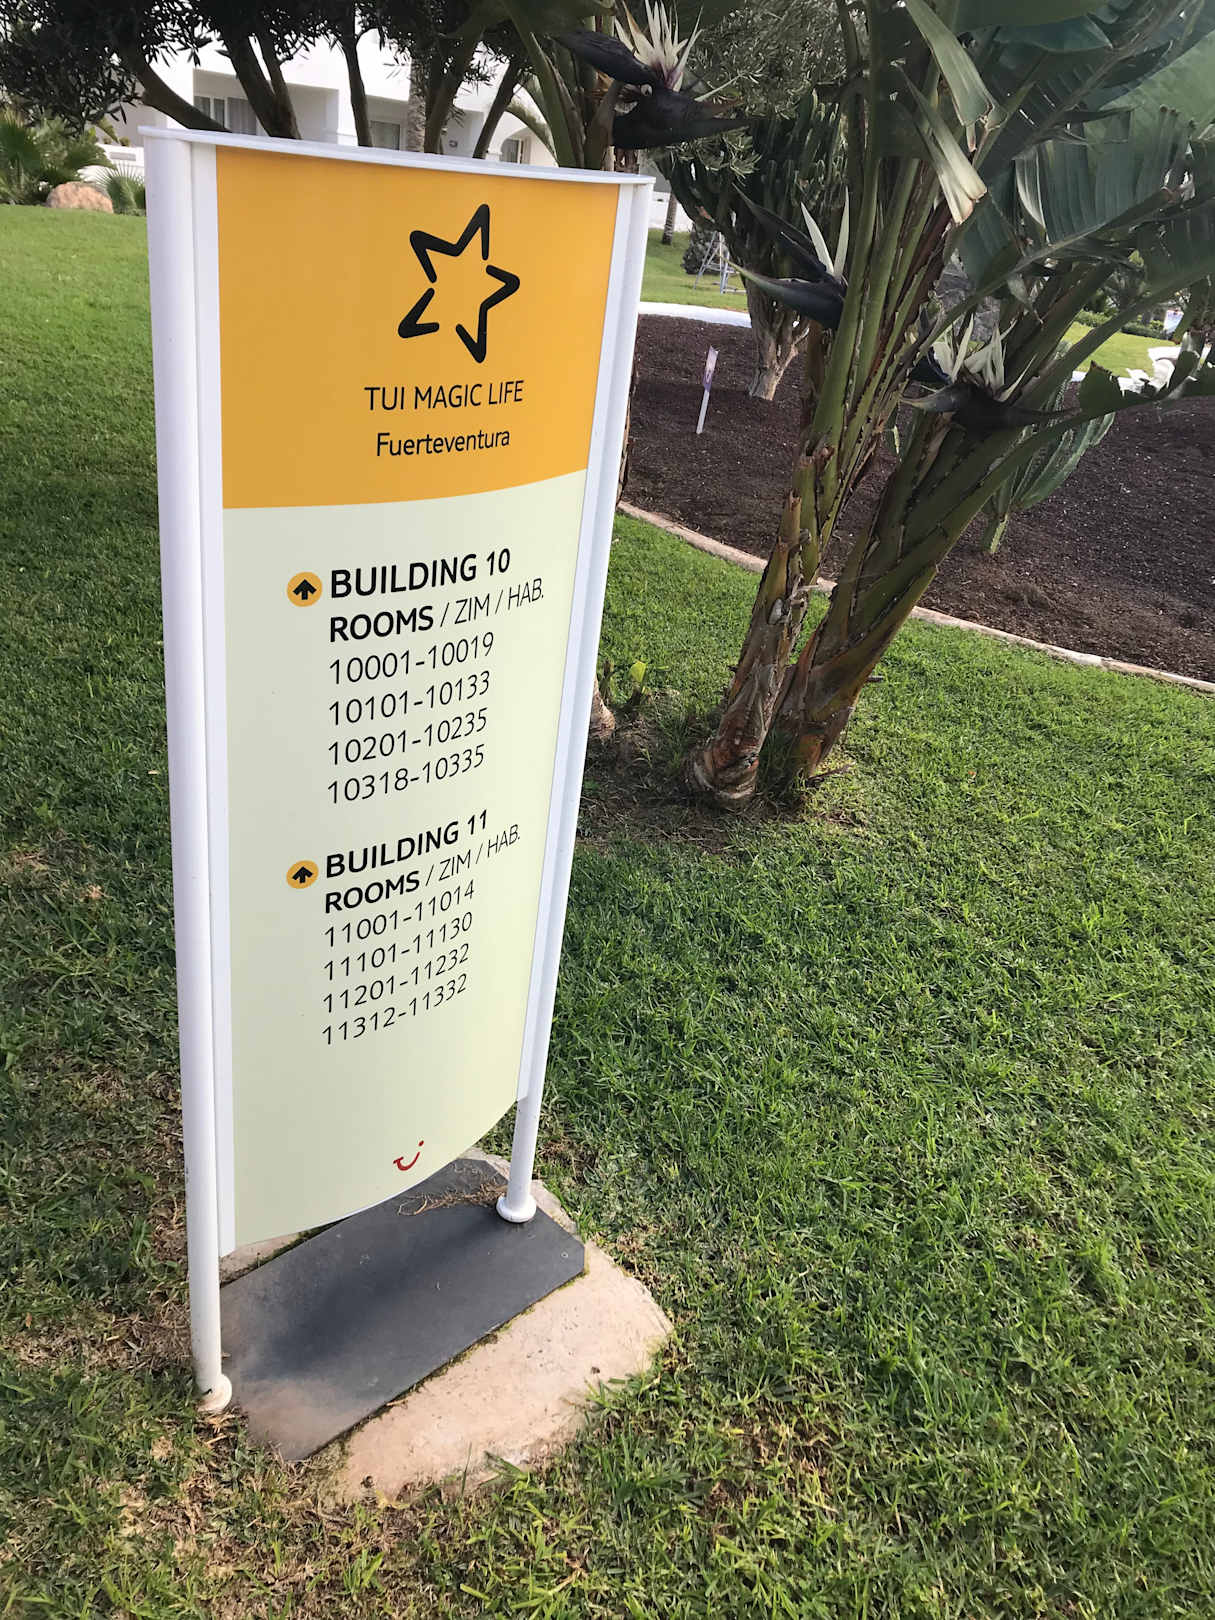 TUI MAGIC LIFE
Fuerteventura
BUILDING 10
ROOMS / ZIM / HAB.
10001-10019
10101-10133
10201-10235
10318-10335
BUILDING 11
ROOMS / ZIM / HAB.
11001-11014
11101-11130
11201-11232
11312-11332